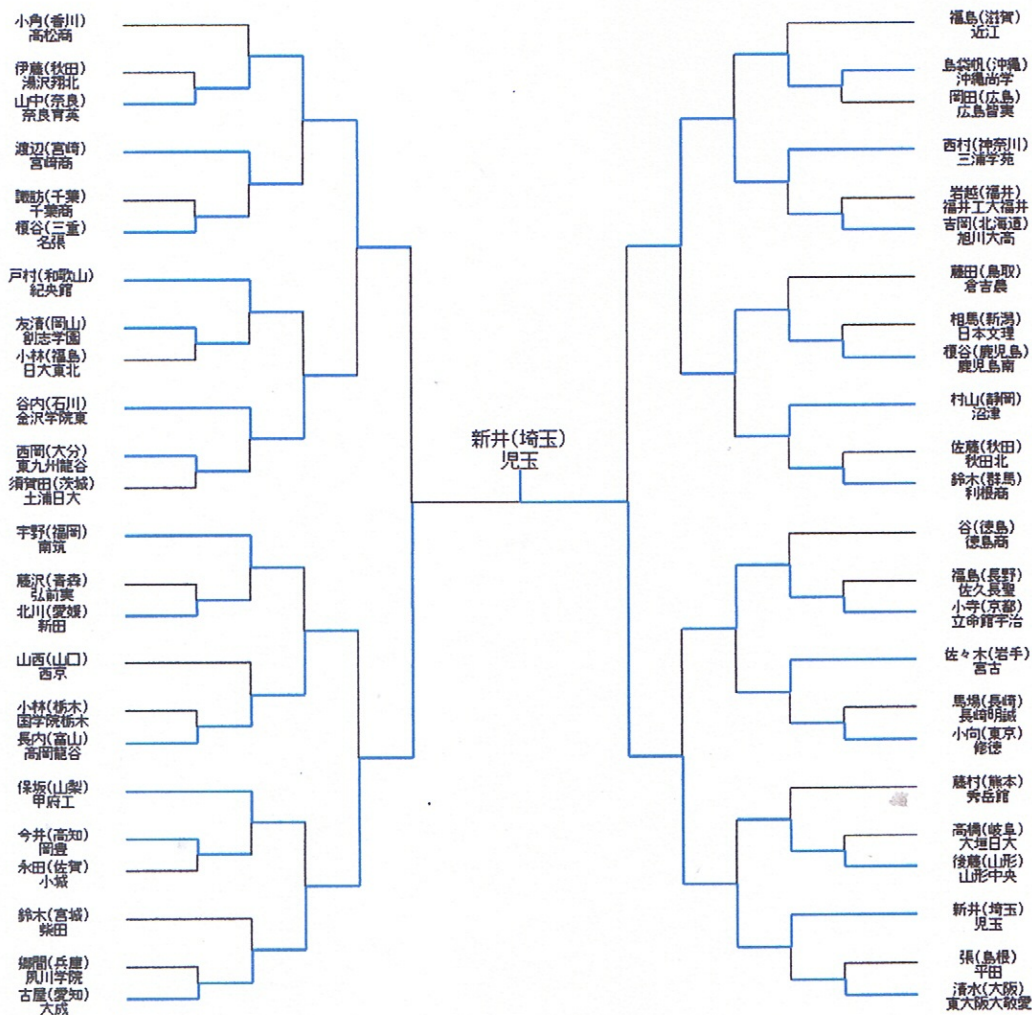 小角(香川)
高松商
伊藤(秋田)
湯沢翔北
山中(奈良)
奈良育英
渡辺(宮崎)
宮崎商
諏訪(千葉)
千葉商
榎谷(三重)
名張
戸村(和歌山)
紀央館
友清(岡山)
創志学園
小林(福島)
日大東北
谷内(石川)
金沢学院東
西岡(大分)
東九州龍谷
須賀田(茨城)
土浦日大
宇野(福岡)
南筑
藤沢(青森)
弘前実
北川(愛媛)
新田
山西(山口)
西京
小林(栃木)
国学院栃木
長内(富山)
高岡龍谷
保坂(山梨)
甲府工
今井(高知)
岡豊
永田(佐賀)
小城
鈴木(宮城)
柴田
郷間(兵庫)
夙川学院
古屋(愛知)
大成
新井(埼玉)
児玉
福島(滋賀)
近江
島袋帆(沖縄)
沖縄尚学
岡田(広島)
広島皆実
西村(神奈川)
三浦学苑
岩越(福井)
福井工大福井
吉岡(北海道)
旭川大高
藤田(鳥取)
倉吉農
相馬(新潟)
日本文理
榎谷(鹿児島)
鹿児島南
村山(静岡)
沼津
佐藤(秋田)
秋田北
鈴木(群馬)
利根商
谷(徳島)
徳島商
福島(長野)
佐久長聖
小寺(京都)
立命館宇治
佐々木(岩手)
宮古
馬場(長崎)
長崎明誠
小向(東京)
修徳
藤村(熊本)
秀岳館
高橋(岐阜)
大垣日大
後藤(山形)
山形中央
新井(埼玉)
児玉
張(島根)
平田
清水(大阪)
東大阪大敬愛